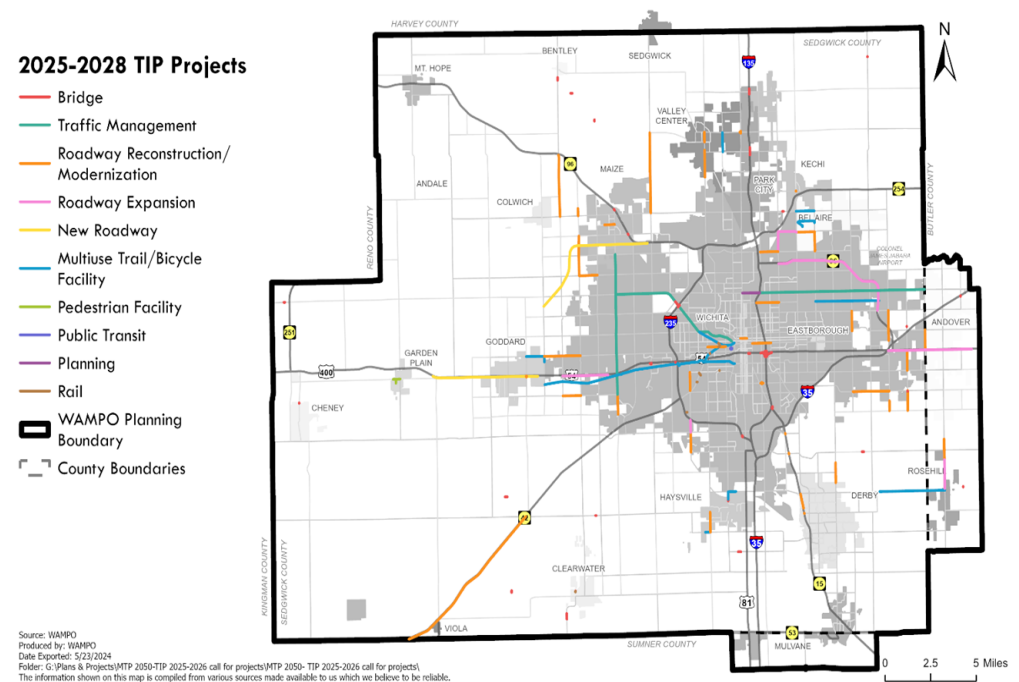 2025-2028 TIP Projects
Bridge
Traffic Management
Roadway Reconstruction/
Modernization
Roadway Expansion
New Roadway
Multiuse Trail/Bicycle
Facility
Pedestrian Facility
Public Transit
Planning
Rail
WAMPO Planning
Boundary
County Boundaries
HARVEY COUNTY
SEDGWICK COUNTY
N
BENTLEY
SEDGWICK
MT. HOPE
135
VALLEY
CENTER
96
MAIZE
KECHI
ANDALE
PARK
CITY
254
COLWICH
BELAIRE
RENO COUNTY
BUTLER COUNTY
COLONEL
AIRPORT
WICHITA
235
EASTBOROUGH
ANDOVER
251
GODDARD
GARDEN
PLAIN
54
400
54
35
CHENEY
ROSEHILL
HAYSVILLE
DERBY
42
35
KINGMAN COUNTY
SEDGWICK COUNTY
CLEARWATER
15
81
VIOLA
53
SUMNER COUNTY
MULVANE
0 2.5 5 Miles
Source: WAMPO
Produced by: WAMPO
Date Exported: 5/23/2024
Folder: G:\Plans & Projects\MTP 2050-TIP 2025-2026 call for projects\MTP 2050- TIP 2025-2026 call for projects\
The information shown on this map is compiled from various sources made available to us which we believe to be reliable.